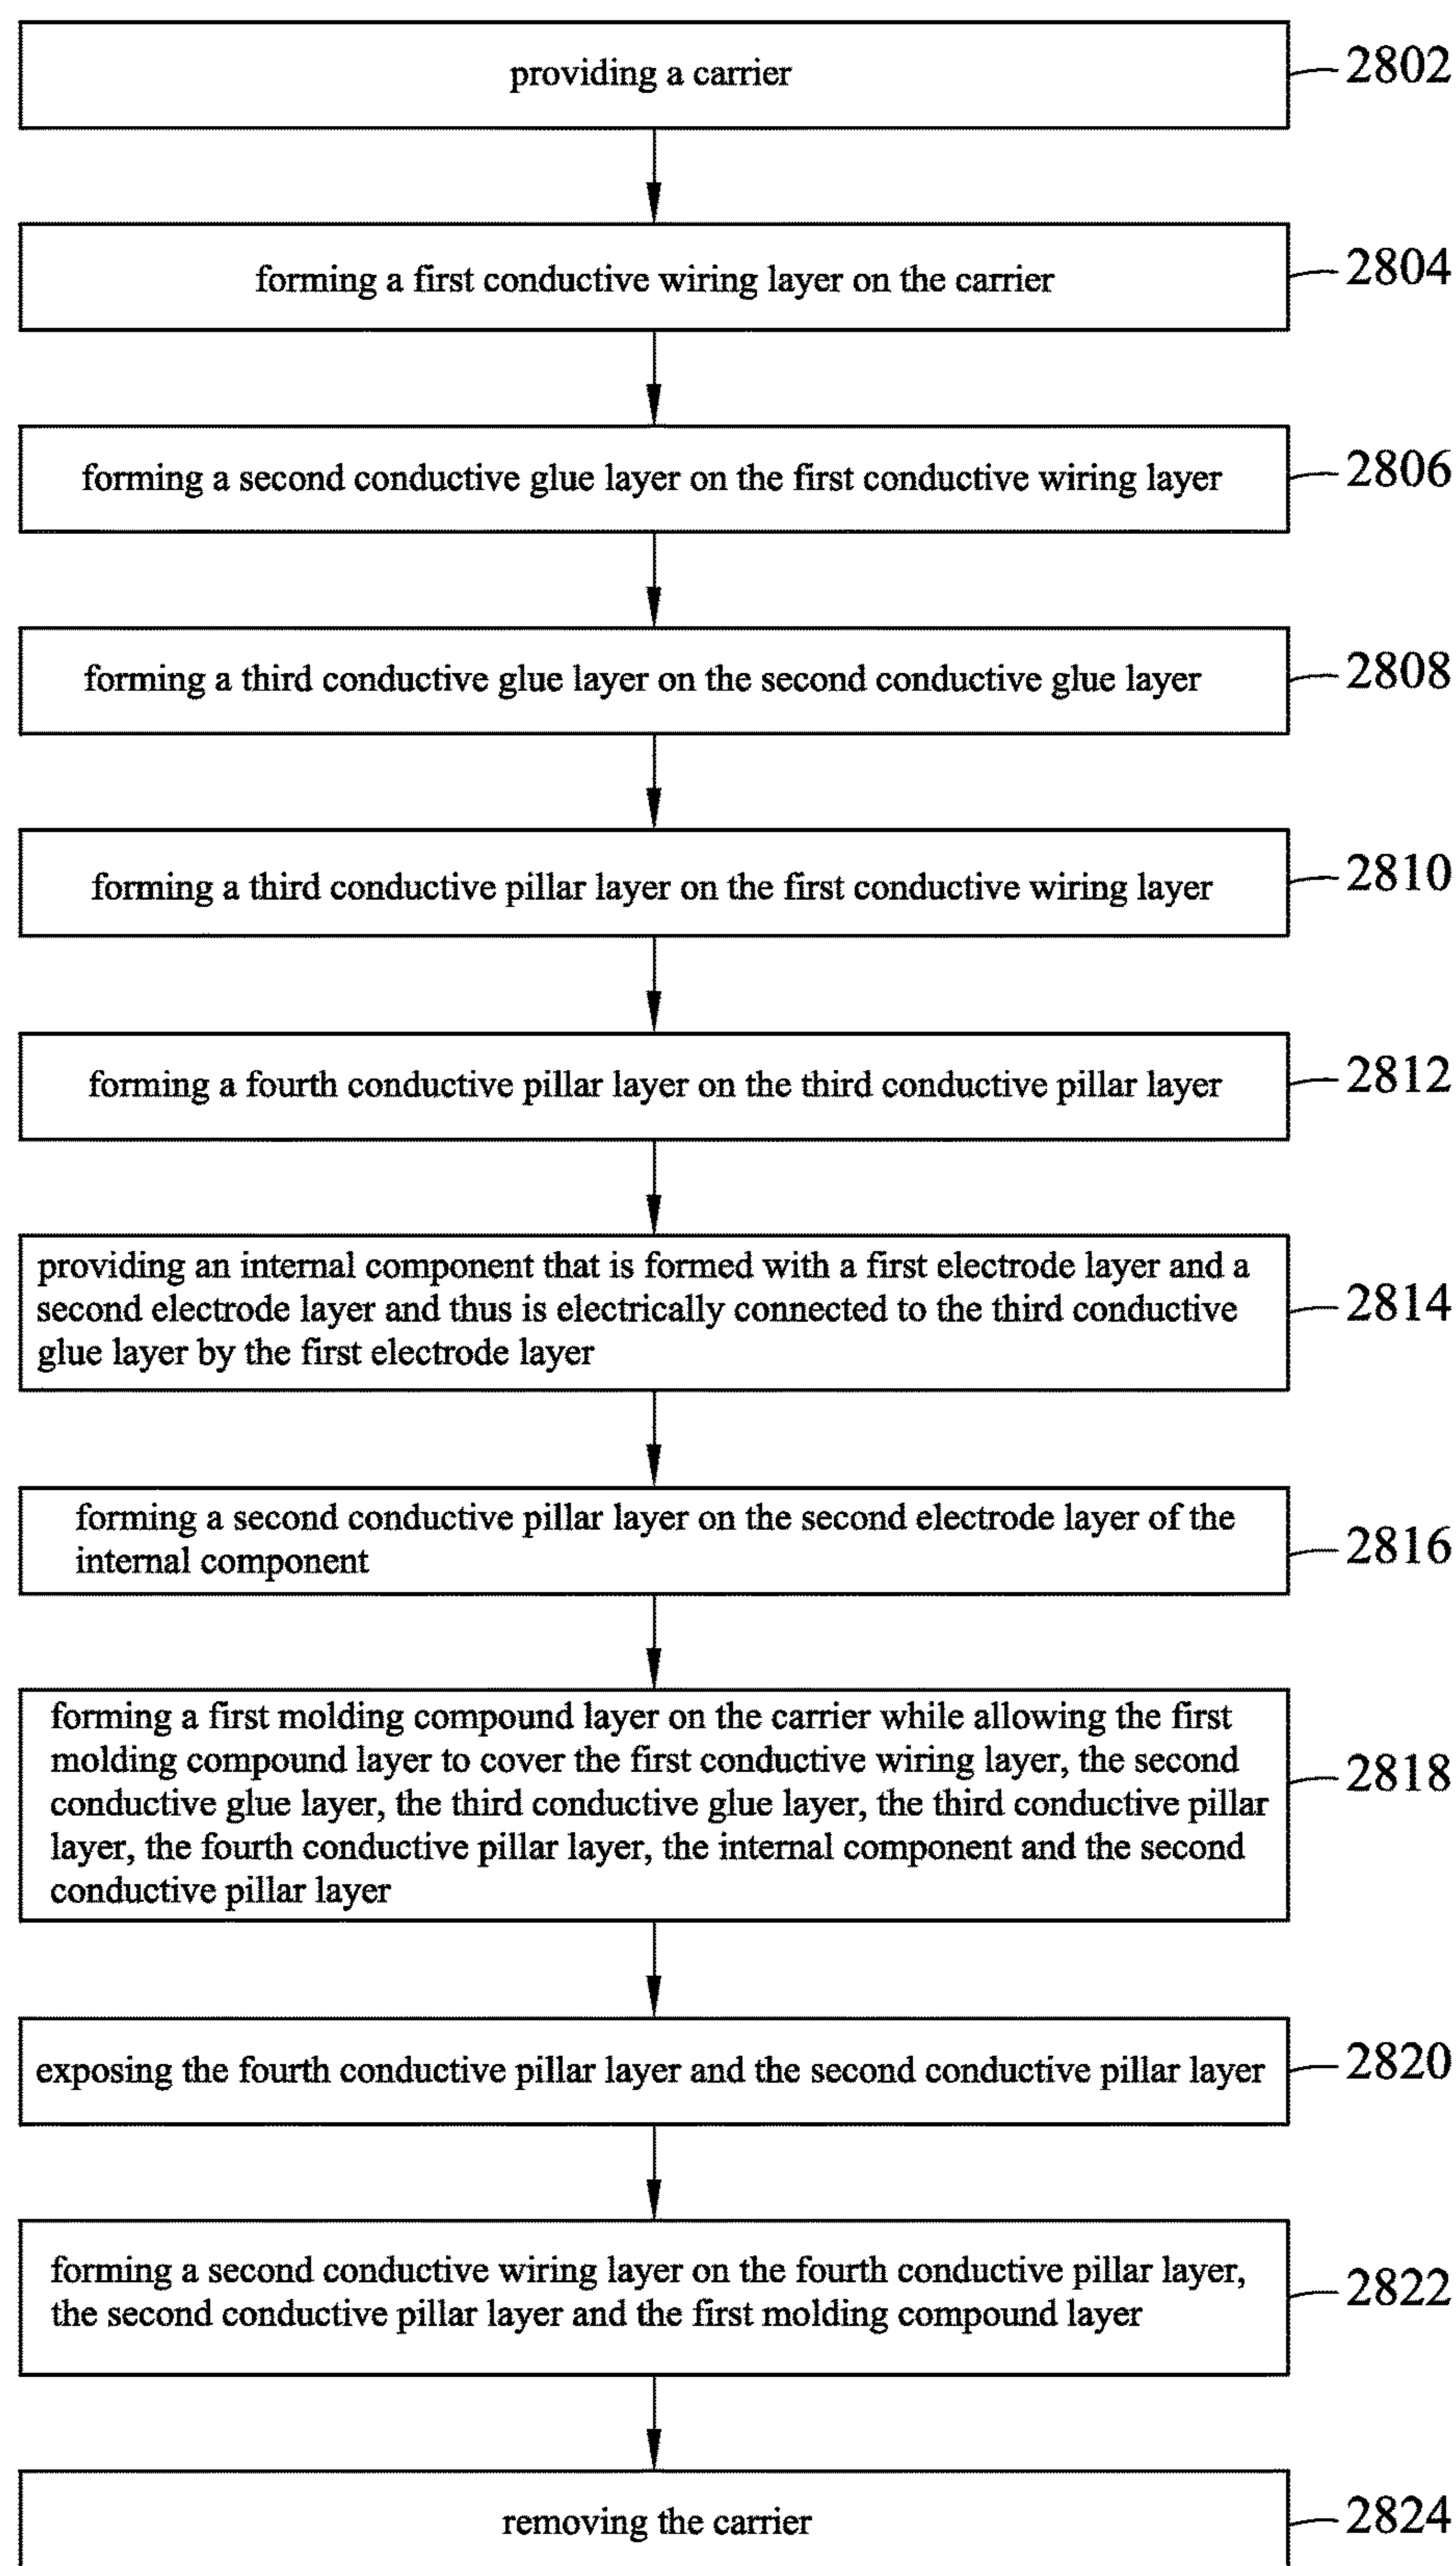 providing a carrier
2802
forming a first conductive wiring layer on the carrier
2804
forming a second conductive glue layer on the first conductive wiring layer
2806
forming a third conductive glue layer on the second conductive glue layer
2808
forming a third conductive pillar layer on the first conductive wiring layer
2810
forming a fourth conductive pillar layer on the third conductive pillar layer
2812
providing an internal component that is formed with a first electrode layer and a
second electrode layer and thus is electrically connected to the third conductive
glue layer by the first electrode layer
2814
forming a second conductive pillar layer on the second electrode layer of the
internal component
2816
forming a first molding compound layer on the carrier while allowing the first
molding compound layer to cover the first conductive wiring layer, the second
conductive glue layer, the third conductive glue layer, the third conductive pillar
layer, the fourth conductive pillar layer, the internal component and the second
conductive pillar layer
2818
exposing the fourth conductive pillar layer and the second conductive pillar layer
2820
forming a second conductive wiring layer on the fourth conductive pillar layer,
the second conductive pillar layer and the first molding compound layer
2822
removing the carrier
2824